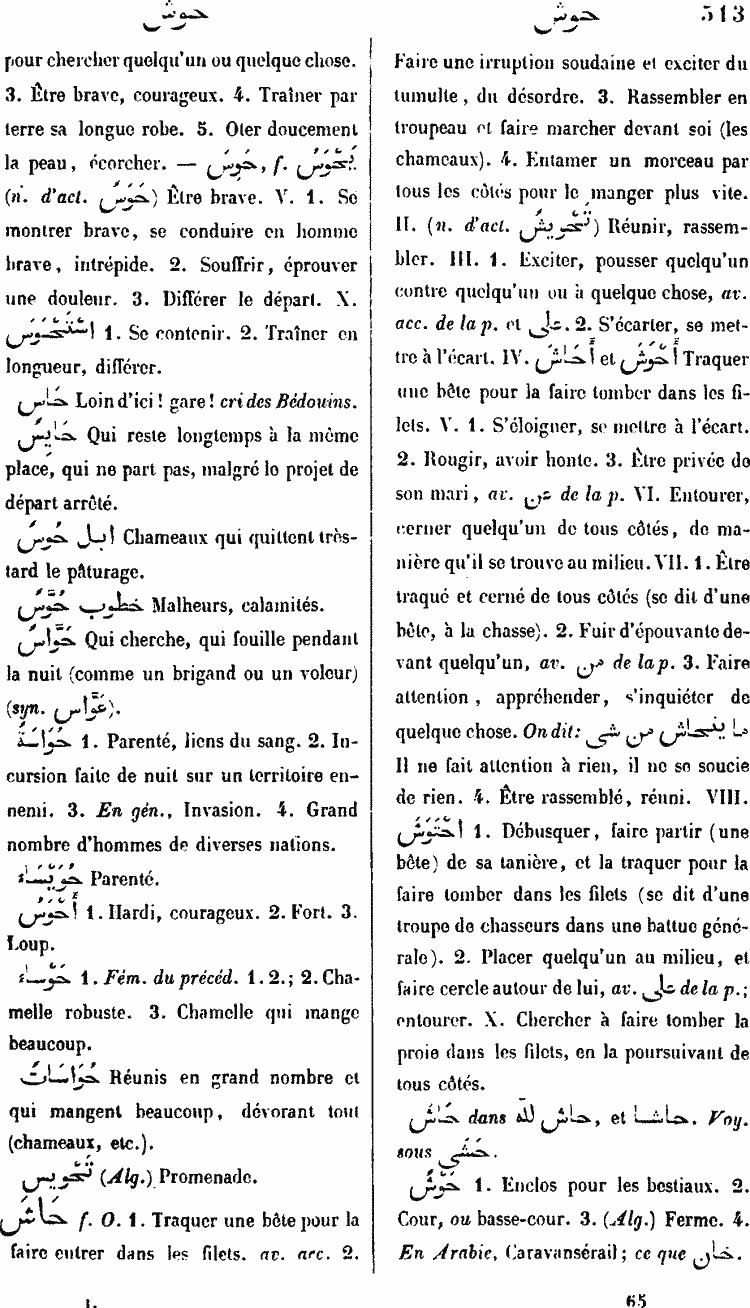 حوش
حوش 513
pour chercher quelqu'un ou quelque chose.
3. Être brave, courageux. 4. Traîner par
terre sa longue robe. 5. Oter doucement
la peau, écorcher. — حَوِسَ, f. يَحْوَسُ
(n. d'act. حَوَسٌ) Être brave. V. 1. Se
montrer brave, se conduire en homme
brave, intrépide. 2. Souffrir, éprouver
une douleur. 3. Différer le départ. X.
اسْتَحْوَسَ 1. Se contenir. 2. Traîner en
longueur, différer.
حَاسِ Loin d'ici! gare! cri des Bédouins.
حَايِسٌ Qui reste longtemps à la même
place, qui ne part pas, malgré le projet de
départ arrêté.
ابل حُوسٌ Chameaux qui quittent très-
tard le pâturage.
خطوب حُوَّسٌ Malheurs, calamités.
حَوَّاسٌ Qui cherche, qui fouille pendant
la nuit (comme un brigand ou un voleur)
(syn. عَوَّاس).
حُوَاسَةٌ 1. Parenté, liens du sang. 2. In-
cursion faite de nuit sur un territoire en-
nemi. 3. En gén., Invasion. 4. Grand
nombre d'hommes de diverses nations.
حُوَيْسَاءُ Parenté.
أَحْوَسُ 1. Hardi, courageux. 2. Fort. 3.
Loup.
حَوْسَاءُ 1. Fém. du précéd. 1. 2.; 2. Cha-
melle robuste. 3. Chamelle qui mange
beaucoup.
حُوَاسَاتٌ Réunis en grand nombre et
qui mangent beaucoup, dévorant tout
(chameaux, etc.).
تَحْوِيس (Alg.) Promenade.
حَاشَ f. O. 1. Traquer une bête pour la
faire entrer dans les filets. av. acc. 2.
Faire une irruption soudaine et exciter du
tumulte, du désordre. 3. Rassembler en
troupeau et faire marcher devant soi (les
chameaux). 4. Entamer un morceau par
tous les côtés pour le manger plus vite.
II. (n. d'act. تَحْوِيشٌ) Réunir, rassem-
bler. III. 1. Exciter, pousser quelqu'un
contre quelqu'un ou à quelque chose, av.
acc. de la p. et على. 2. S'écarter, se met-
tre à l'écart. IV. أَحَاشَ et أَحْوَشَ Traquer
une bête pour la faire tomber dans les fi-
lets. V. 1. S'éloigner, se mettre à l'écart.
2. Rougir, avoir honte. 3. Être privée de
son mari, av. عن de la p. VI. Entourer,
cerner quelqu'un de tous côtés, de ma-
nière qu'il se trouve au milieu. VII. 1. Être
traqué et cerné de tous côtés (se dit d'une
bête, à la chasse). 2. Fuir d'épouvante de-
vant quelqu'un, av. من de la p. 3. Faire
attention, appréhender, s'inquiéter de
quelque chose. On dit: ما ينحاش من شى
Il ne fait attention à rien, il ne se soucie
de rien. 4. Être rassemblé, réuni. VIII.
احْتَوَشَ 1. Débusquer, faire partir (une
bête) de sa tanière, et la traquer pour la
faire tomber dans les filets (se dit d'une
troupe de chasseurs dans une battue géné-
rale). 2. Placer quelqu'un au milieu, et
faire cercle autour de lui, av. على de la p.;
entourer. X. Chercher à faire tomber la
proie dans les filets, en la poursuivant de
tous côtés.
حَاشَ dans حاش لله, et حاشا. Voy.
sous حَشَى.
حَوْشٌ 1. Enclos pour les bestiaux. 2.
Cour, ou basse-cour. 3. (Alg.) Ferme. 4.
En Arabie, Caravansérail; ce que خان.
I. 65